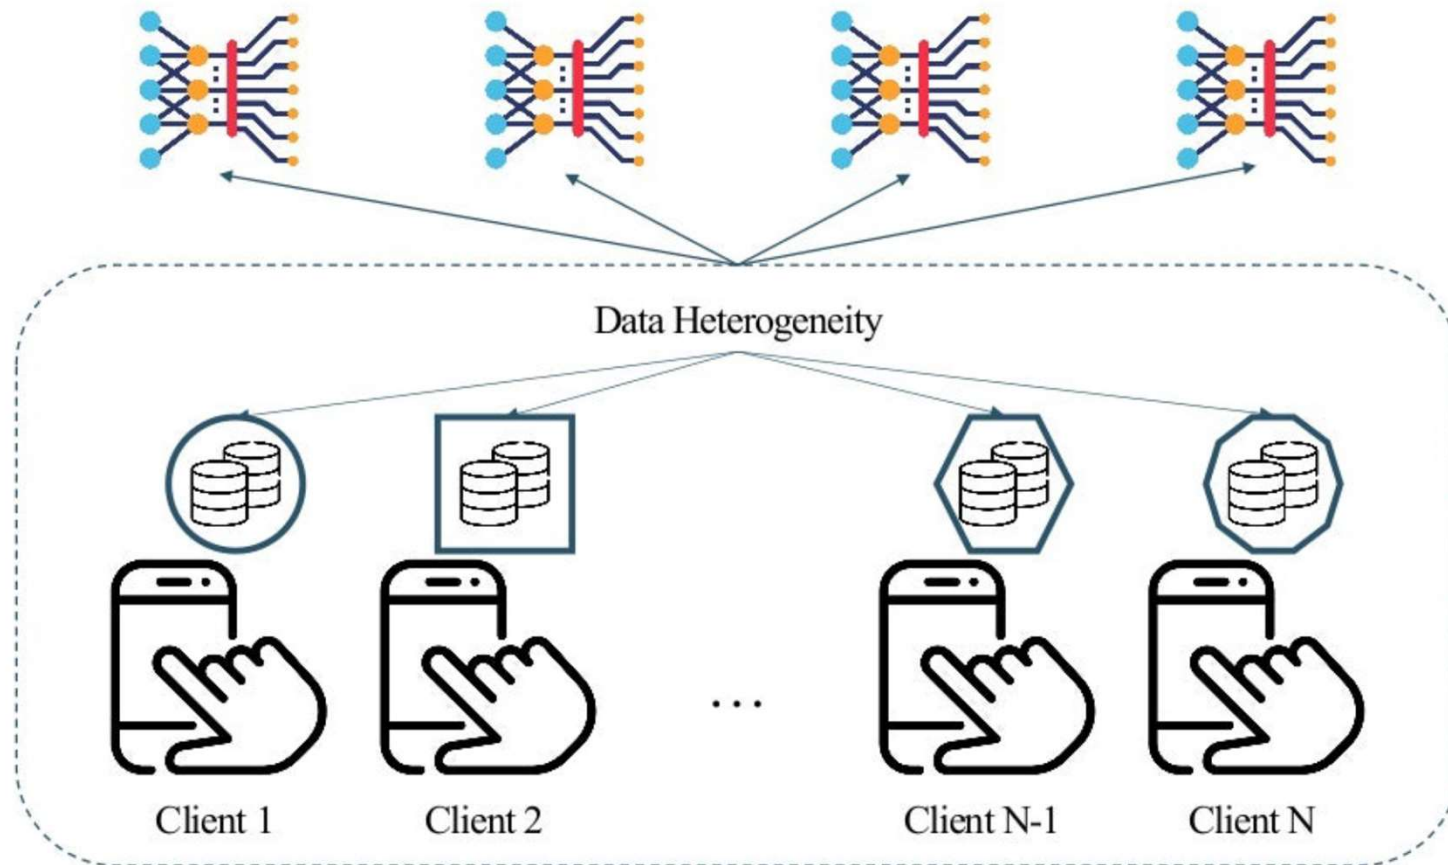 Data Heterogeneity
...
Client 1
Client 2
Client N-1
Client N